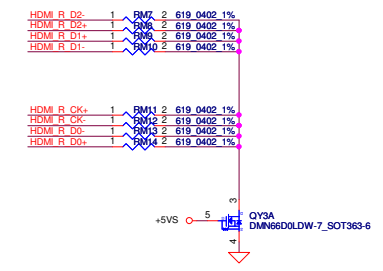 HDMI_R_D2- 1 RM7 2 619_0402_1%
HDMI_R_D2+ 1 RM8 2 619_0402_1%
HDMI_R_D1+ 1 RM9 2 619_0402_1%
HDMI_R_D1- 1 RM10 2 619_0402_1%
HDMI_R_CK+ 1 RM11 2 619_0402_1%
HDMI_R_CK- 1 RM12 2 619_0402_1%
HDMI_R_D0- 1 RM13 2 619_0402_1%
HDMI_R_D0+ 1 RM14 2 619_0402_1%
3
QY3A
+5VS 5 DMN66D0LDW-7_SOT363-6
4